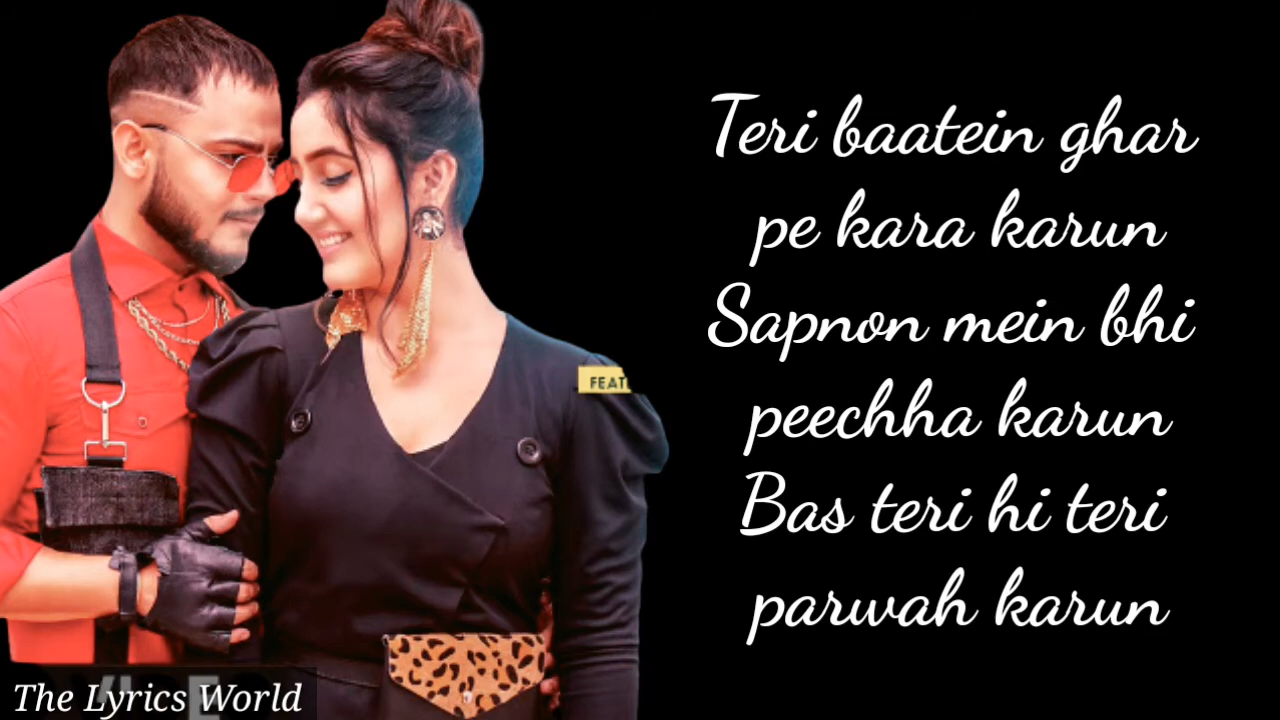 Teri baatein ghar
pe kara karun
Sapnon mein bhi
peechha karun
Bas teri hi teri
parwah karun
FEAT
The Lyrics World